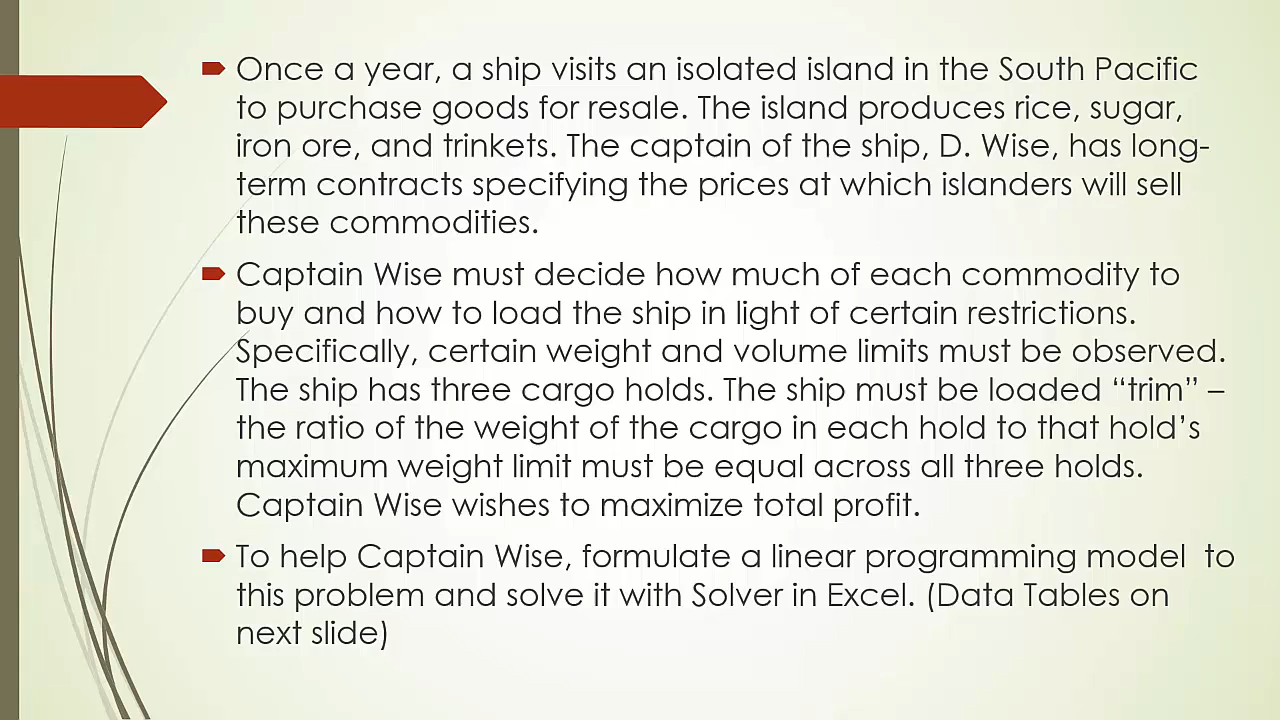 Once a year, a ship visits an isolated island in the South Pacific
to purchase goods for resale. The island produces rice, sugar,
iron ore, and trinkets. The captain of the ship, D. Wise, has long-
term contracts specifying the prices at which islanders will sell
these commodities.
Captain Wise must decide how much of each commodity to
buy and how to load the ship in light of certain restrictions.
Specifically, certain weight and volume limits must be observed.
The ship has three cargo holds. The ship must be loaded “trim” –
the ratio of the weight of the cargo in each hold to that hold’s
maximum weight limit must be equal across all three holds.
Captain Wise wishes to maximize total profit.
To help Captain Wise, formulate a linear programming model  to
this problem and solve it with Solver in Excel. (Data Tables on
next slide)